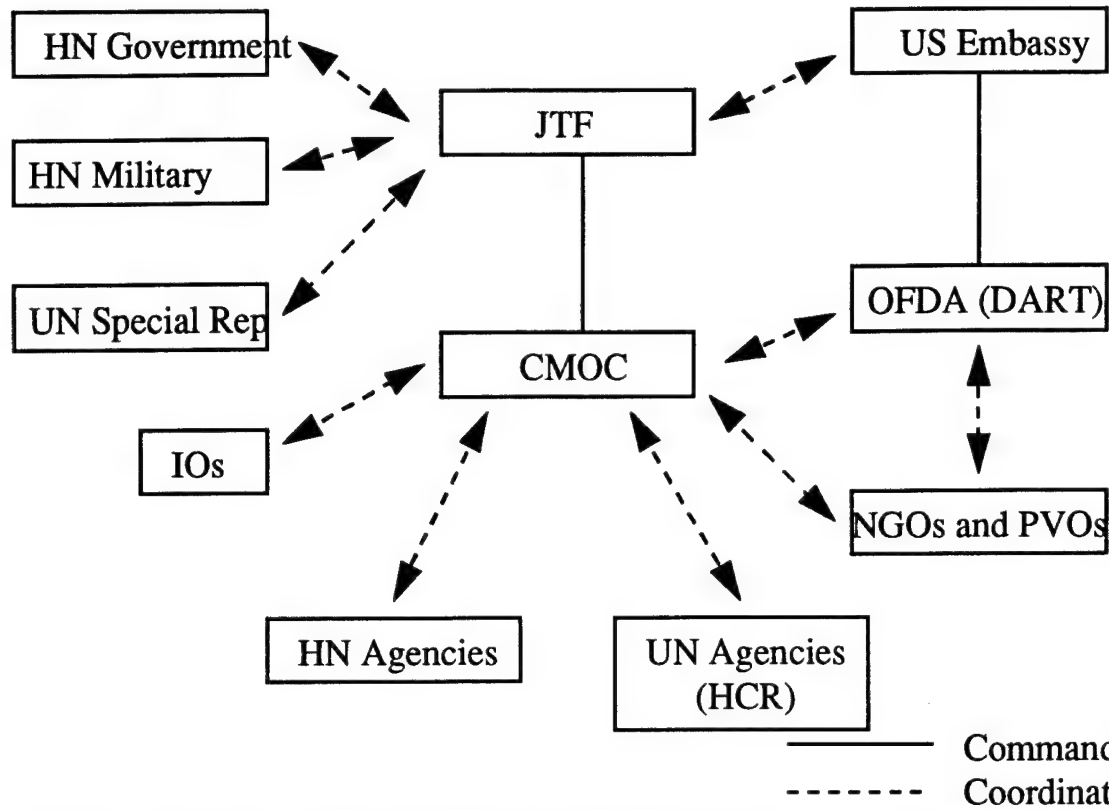 HN Government
US Embassy
JTF
HN Military
OFDA (DART)
UN Special Rep
CMOC
IOs
NGOs and PVOs
HN Agencies
UN Agencies
(HCR)
Command
Coordinat